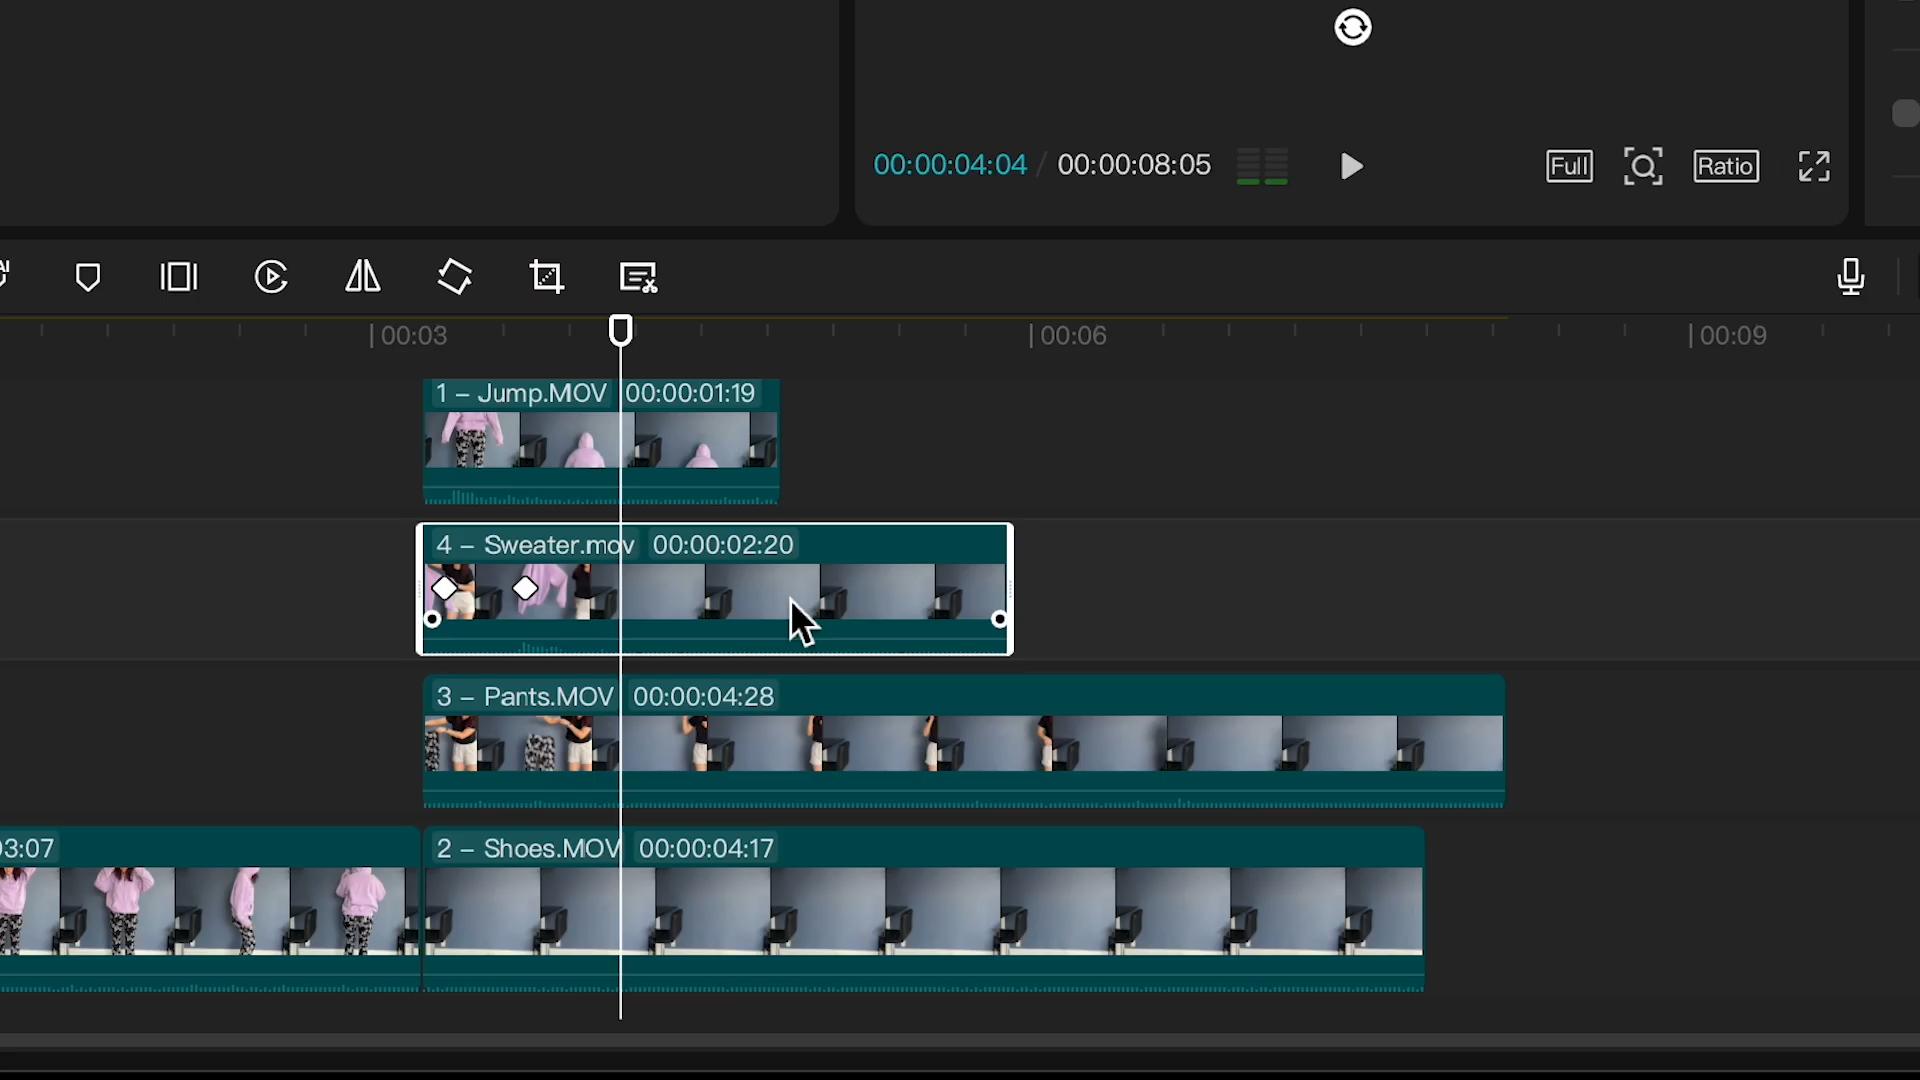 00:00:04:04 / 00:00:08:05
Full
Ratio
AI
00:03
00:06
00:09
1 – Jump.MOV 00:00:01:19
4 – Sweater.mov 00:00:02:20
3 – Pants.MOV 00:00:04:28
03:07
2 – Shoes.MOV 00:00:04:17